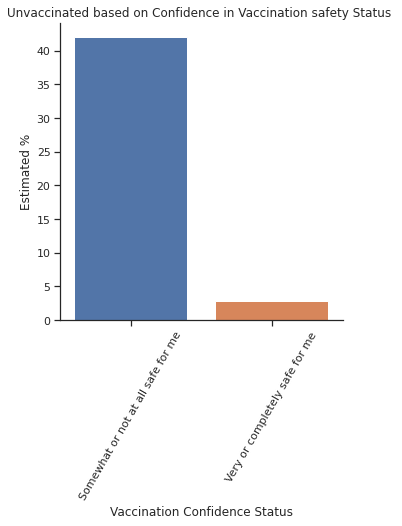 Unvaccinated based on Confidence in Vaccination safety Status
40
35
30
25
20
15
10
5
0
Estimated %
Somewhat or not at all safe for me
Very or completely safe for me
Vaccination Confidence Status